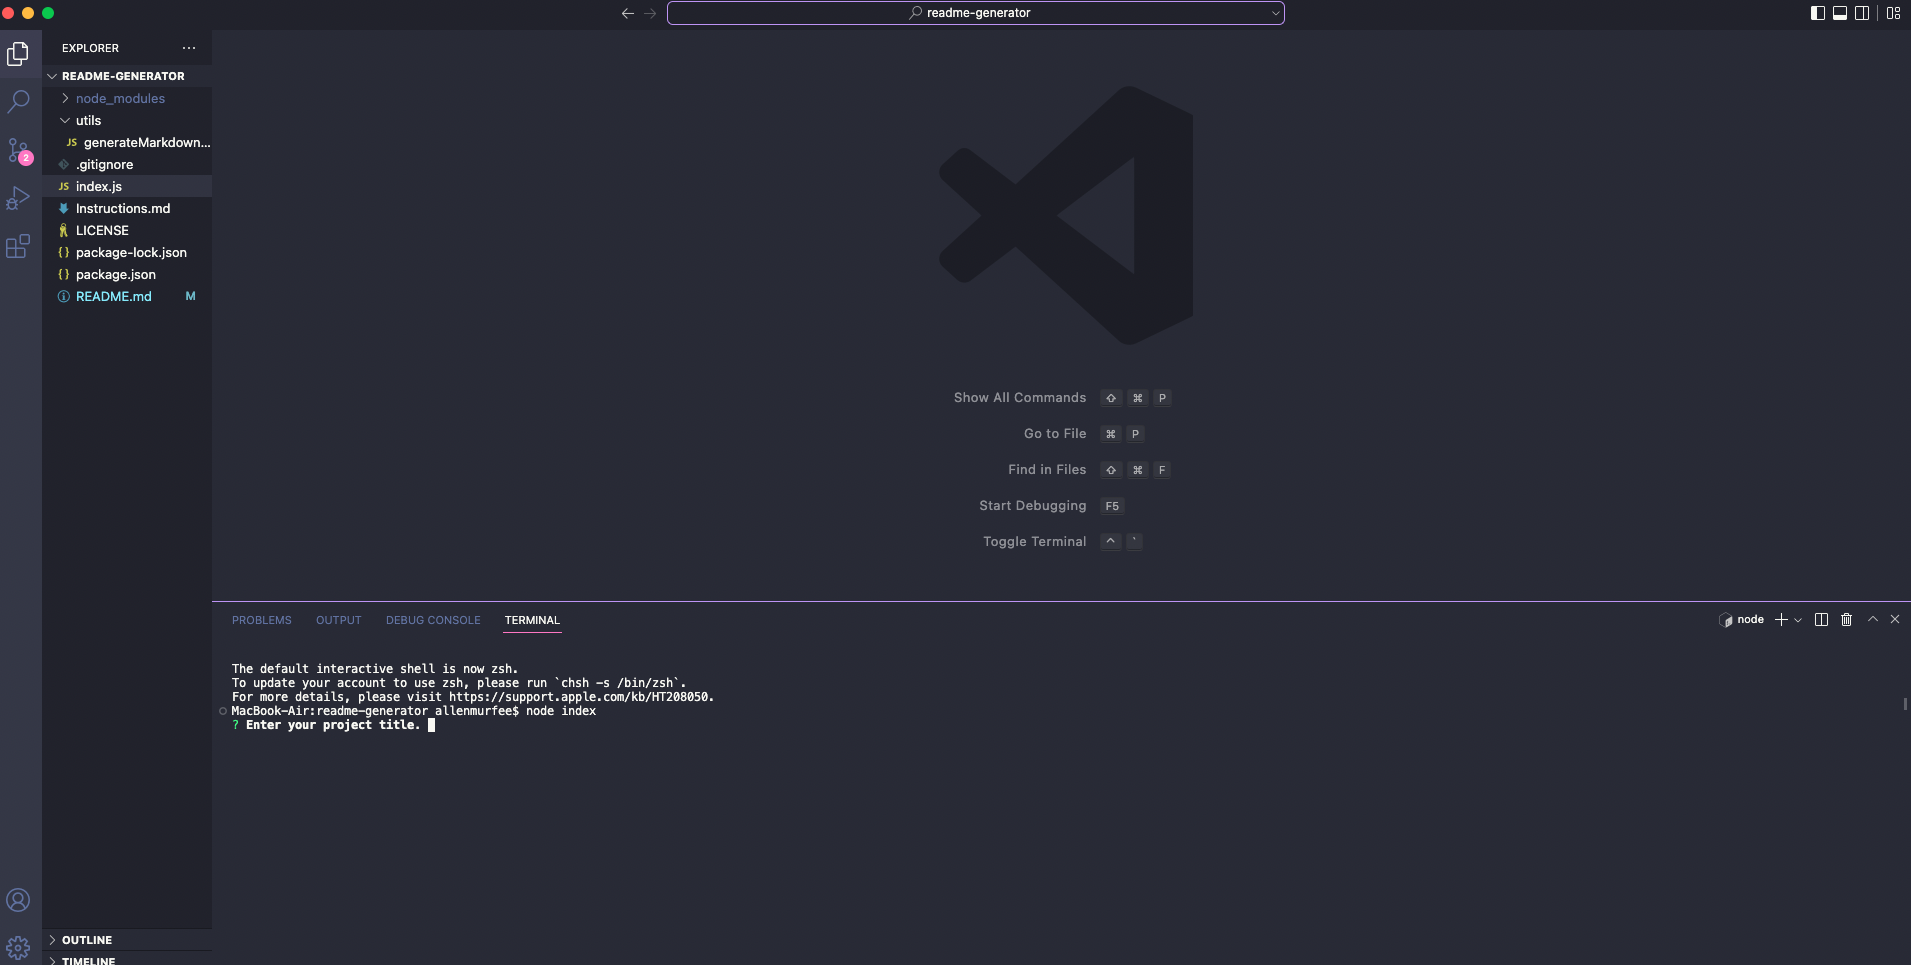 readme-generator
EXPLORER
README-GENERATOR
node_modules
utils
JS generateMarkdown...
.gitignore
JS index.js
Instructions.md
LICENSE
{} package-lock.json
{} package.json
README.md M
2
OUTLINE
TIMELINE
Show All Commands ⇧ ⌘ P
Go to File ⌘ P
Find in Files ⇧ ⌘ F
Start Debugging F5
Toggle Terminal ^ `
PROBLEMS OUTPUT DEBUG CONSOLE TERMINAL
node
The default interactive shell is now zsh.
To update your account to use zsh, please run `chsh -s /bin/zsh`.
For more details, please visit https://support.apple.com/kb/HT208050.
MacBook-Air:readme-generator allenmurfee$ node index
? Enter your project title.